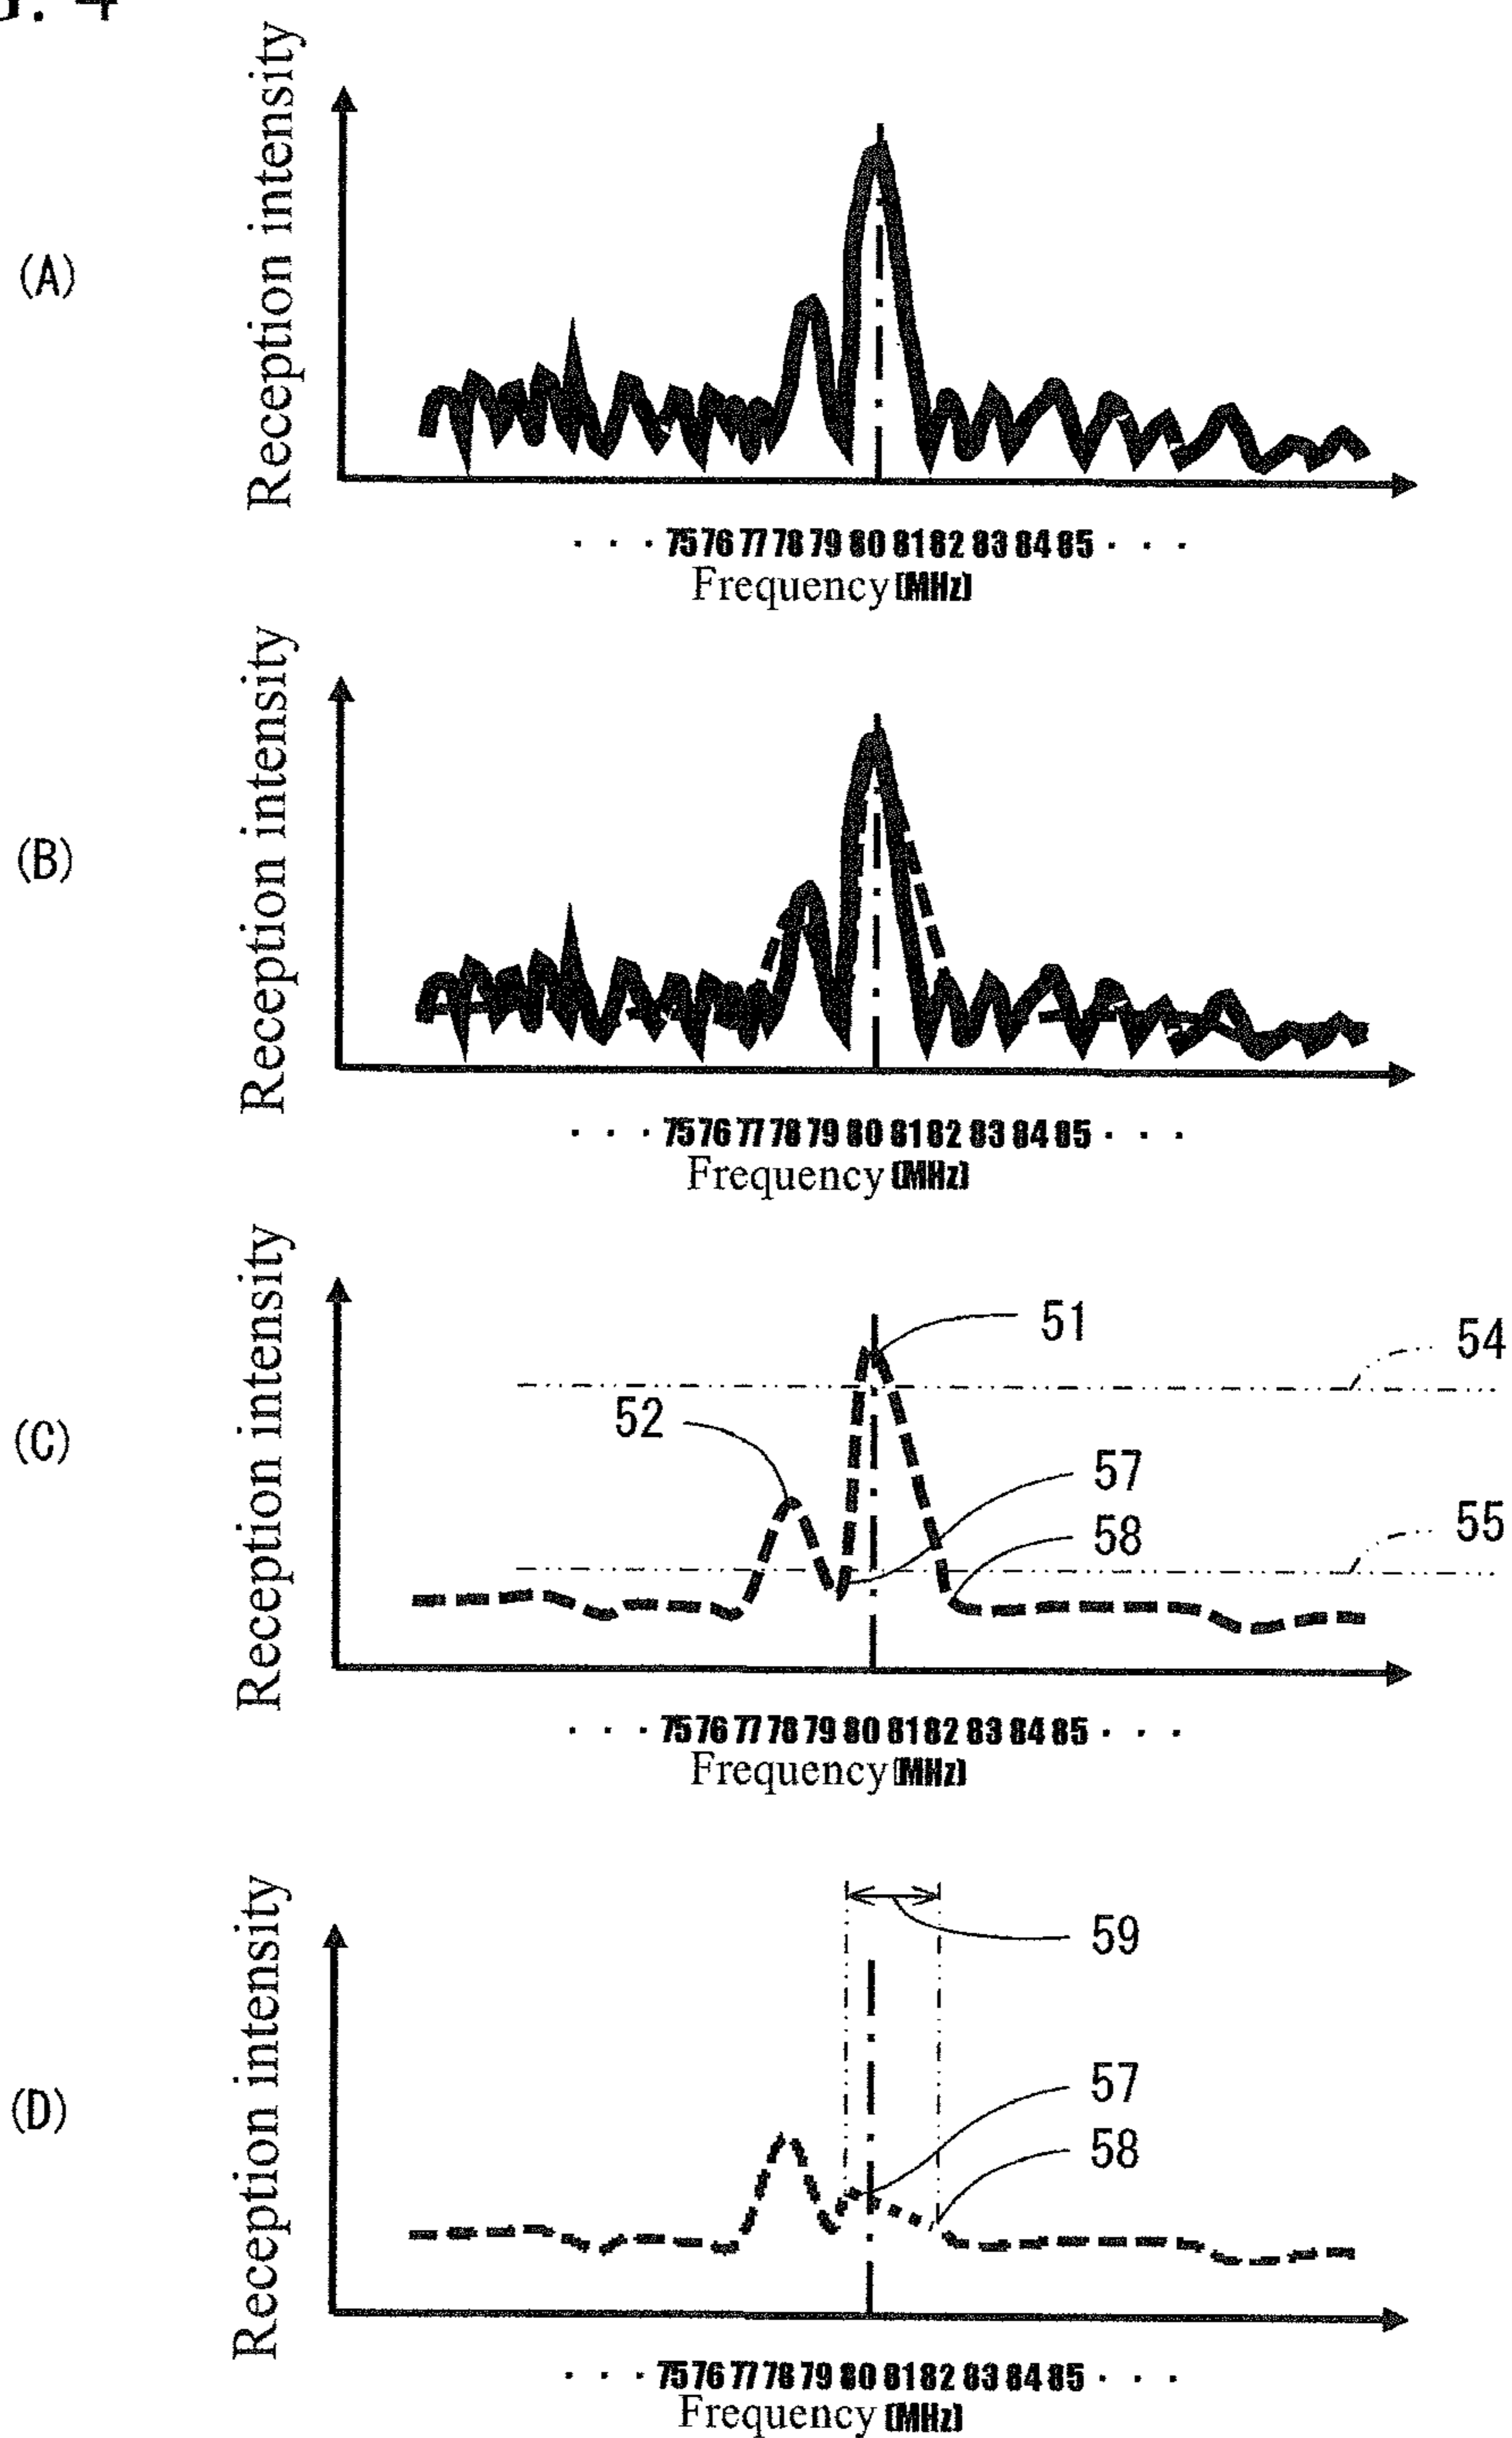 . 4
(A)
Reception intensity
· · · 75 76 77 78 79 80 81 82 83 84 85 · · ·
Frequency [MHz]
(B)
Reception intensity
· · · 75 76 77 78 79 80 81 82 83 84 85 · · ·
Frequency [MHz]
(C)
Reception intensity
51
54
52
57
58
55
· · · 75 76 77 78 79 80 81 82 83 84 85 · · ·
Frequency [MHz]
(D)
Reception intensity
59
57
58
· · · 75 76 77 78 79 80 81 82 83 84 85 · · ·
Frequency [MHz]